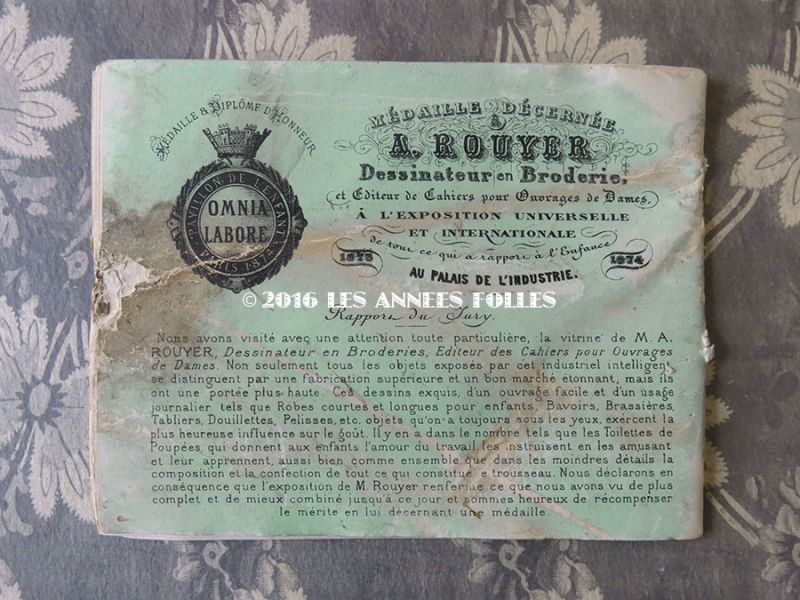 MÉDAILLE & DIPLÔME D'HONNEUR
PAVILLON DE L'ENFANT
OMNIA
LABORE
PARIS 1874
MÉDAILLE DÉCERNÉE
à
A. ROUYER
Dessinateur en Broderie,
et Editeur de Cahiers pour Ouvrages de Dames,
À L'EXPOSITION UNIVERSELLE
ET INTERNATIONALE
de tout ce qui a rapport à l'Enfance
1873 1874
AU PALAIS DE L'INDUSTRIE.
© 2016 LES ANNEES FOLLES
Rapport du Jury.
Nous avons visité avec une attention toute particulière, la vitrine de M. A.
ROUYER, Dessinateur en Broderies, Editeur des Cahiers pour Ouvrages
de Dames. Non seulement tous les objets exposés par cet industriel intelligent
se distinguent par une fabrication supérieure et un bon marché étonnant, mais ils
ont une portée plus haute. Ces dessins exquis, d'un ouvrage facile et d'un usage
journalier tels que Robes courtes et longues pour enfants, Bavoirs, Brassières,
Tabliers, Douillettes, Pelisses, etc. objets qu'on a toujours sous les yeux, exercent la
plus heureuse influence sur le goût. Il y en a dans le nombre tels que les Toilettes de
Poupées, qui donnent aux enfants l'amour du travail, les instruisent en les amusant
et leur apprennent, aussi bien comme ensemble que dans les moindres détails la
composition et la confection de tout ce qui constitue le trousseau. Nous déclarons en
conséquence que l'exposition de M. Rouyer renferme ce que nous avons vu de plus
complet et de mieux combiné jusqu'à ce jour et sommes heureux de récompenser
le mérite en lui décernant une médaille.